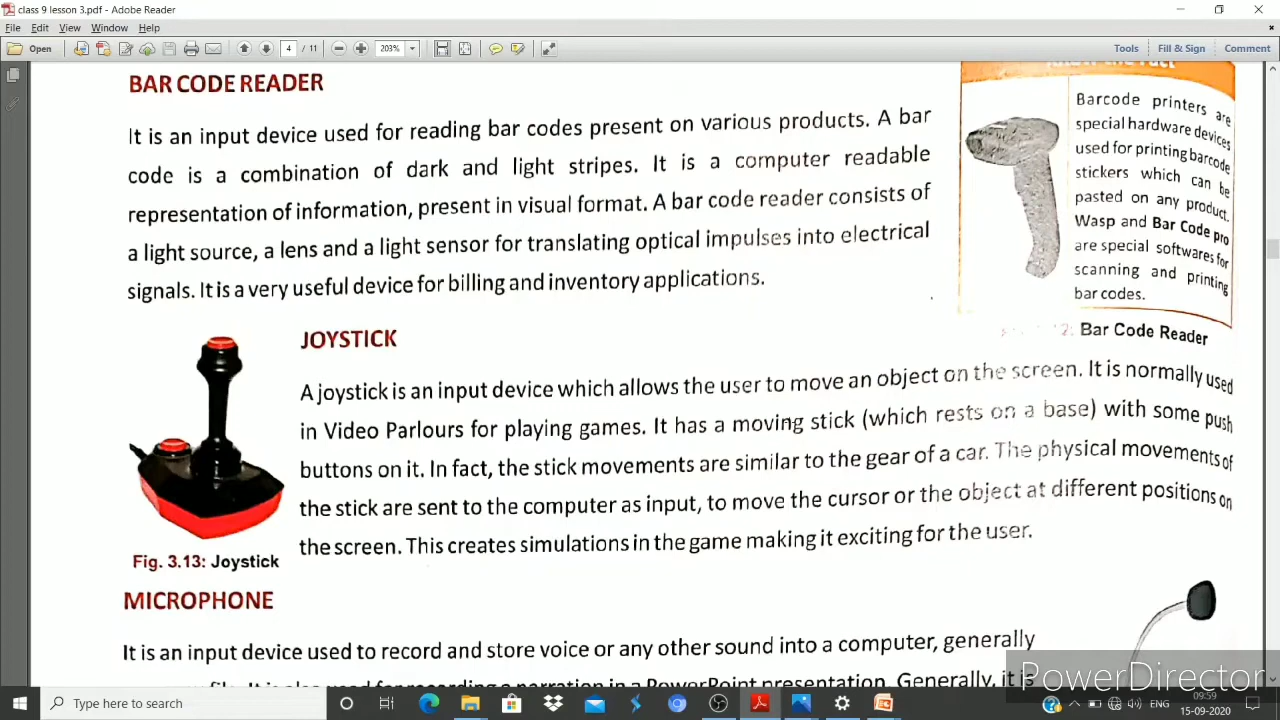 class 9 lesson 3.pdf - Adobe Reader
File Edit View Window Help
Open 4 / 11 203% Tools Fill & Sign Comment
BAR CODE READER
It is an input device used for reading bar codes present on various products. A bar
code is a combination of dark and light stripes. It is a computer readable
representation of information, present in visual format. A bar code reader consists of
a light source, a lens and a light sensor for translating optical impulses into electrical
signals. It is a very useful device for billing and inventory applications.
Barcode printers are
special hardware devices
used for printing barcode
stickers which can be
pasted on any product.
Wasp and Bar Code pro
are special softwares for
scanning and printing
bar codes.
Bar Code Reader
JOYSTICK
A joystick is an input device which allows the user to move an object on the screen. It is normally used
in Video Parlours for playing games. It has a moving stick (which rests on a base) with some push
buttons on it. In fact, the stick movements are similar to the gear of a car. The physical movements of
the stick are sent to the computer as input, to move the cursor or the object at different positions on
the screen. This creates simulations in the game making it exciting for the user.
Fig. 3.13: Joystick
MICROPHONE
It is an input device used to record and store voice or any other sound into a computer, generally
PowerPoint presentation. Generally, it is
PowerDirector
Type here to search
09:59
15-09-2020